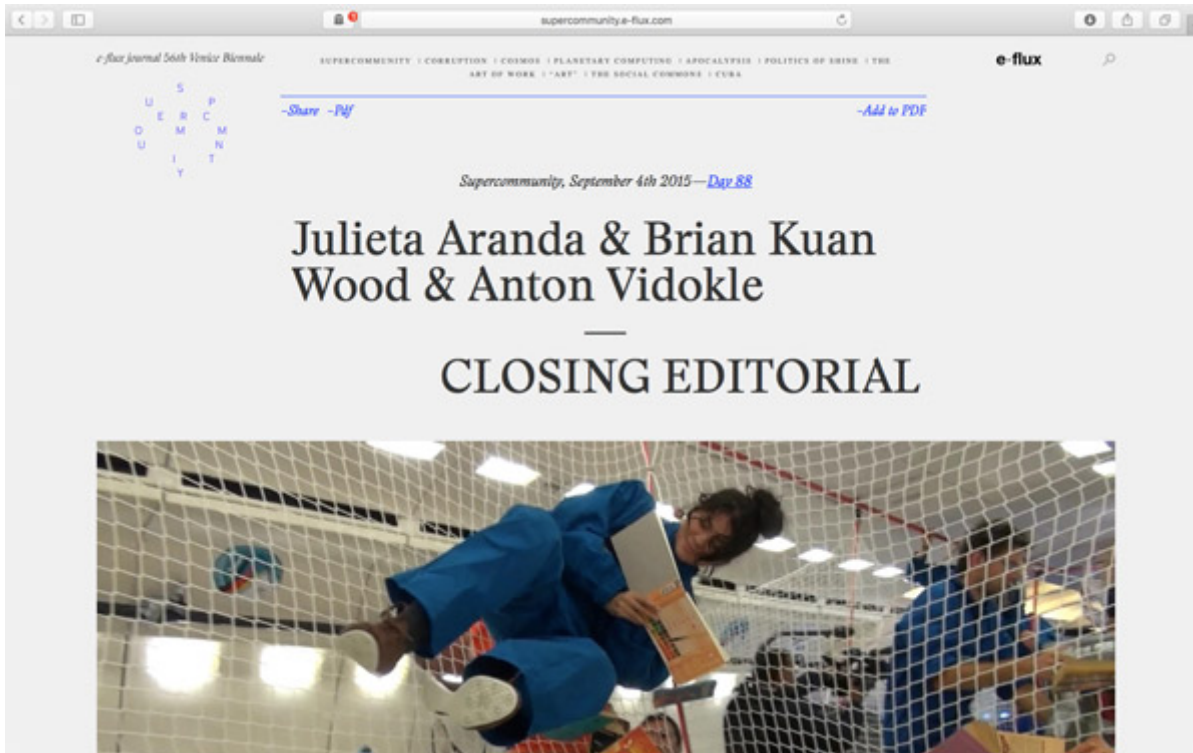 supercommunity.e-flux.com
e-flux journal 56th Venice Biennale
SUPERCOMMUNITY | CORRUPTION | COSMOS | PLANETARY COMPUTING | APOCALYPSIS | POLITICS OF SHINE | THE
ART OF WORK | "ART" | THE SOCIAL COMMONS | CUBA
e-flux
S
U P
E R C
O M M
U N
I T
Y
~Share ~Pdf
~Add to PDF
Supercommunity, September 4th 2015—Day 88
Julieta Aranda & Brian Kuan
Wood & Anton Vidokle
—
CLOSING EDITORIAL